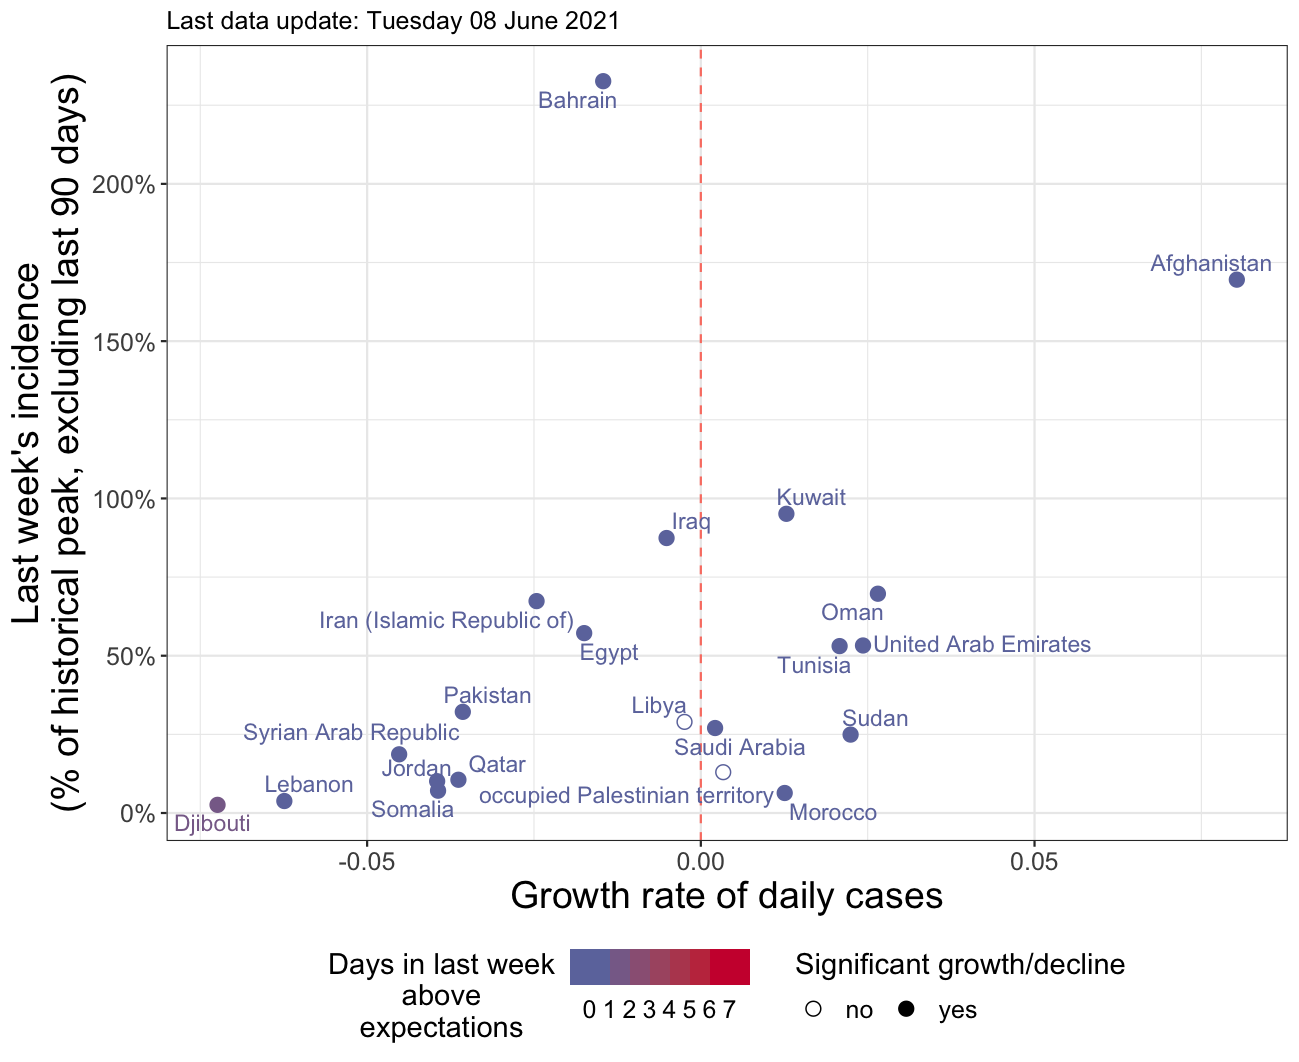 Last data update: Tuesday 08 June 2021
Last week's incidence
(% of historical peak, excluding last 90 days)
200%
150%
100%
50%
0%
Bahrain
Afghanistan
Kuwait
Iraq
Oman
Iran (Islamic Republic of)
United Arab Emirates
Egypt
Tunisia
Pakistan
Libya
Sudan
Syrian Arab Republic
Saudi Arabia
Jordan
Qatar
Lebanon
occupied Palestinian territory
Somalia
Morocco
Djibouti
-0.05
0.00
0.05
Growth rate of daily cases
Days in last week
above
expectations
0 1 2 3 4 5 6 7
Significant growth/decline
no
yes